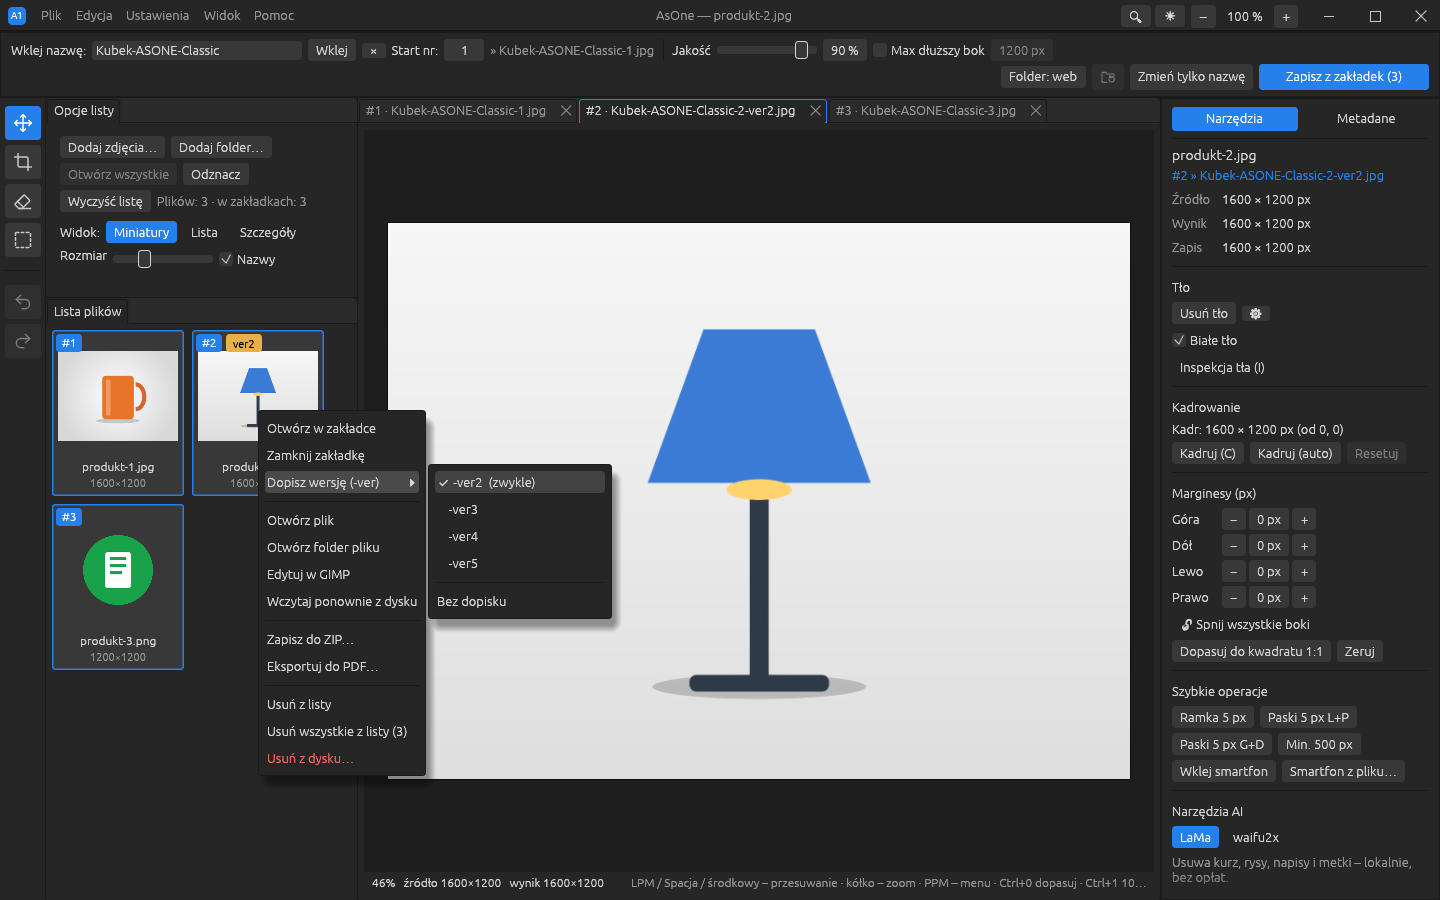 A1 Plik Edycja Ustawienia Widok Pomoc AsOne — produkt-2.jpg − 100 % +
Wklej nazwę: Kubek-ASONE-Classic Wklej × Start nr: 1 » Kubek-ASONE-Classic-1.jpg Jakość 90 % Max dłuższy bok 1200 px
Folder: web Zmień tylko nazwę Zapisz z zakładek (3)
Opcje listy
Dodaj zdjęcia… Dodaj folder…
Otwórz wszystkie Odznacz
Wyczyść listę Plików: 3 · w zakładkach: 3
Widok: Miniatury Lista Szczegóły
Rozmiar Nazwy
Lista plików
#1
produkt-1.jpg
1600×1200
#2 ver2
#3
produkt-3.png
1200×1200
Otwórz w zakładce
Zamknij zakładkę
Dopisz wersję (-ver)
Otwórz plik
Otwórz folder pliku
Edytuj w GIMP
Wczytaj ponownie z dysku
Zapisz do ZIP…
Eksportuj do PDF…
Usuń z listy
Usuń wszystkie z listy (3)
Usuń z dysku…
-ver2 (zwykle)
-ver3
-ver4
-ver5
Bez dopisku
#1 · Kubek-ASONE-Classic-1.jpg #2 · Kubek-ASONE-Classic-2-ver2.jpg #3 · Kubek-ASONE-Classic-3.jpg
46% źródło 1600×1200 wynik 1600×1200 LPM / Spacja / środkowy – przesuwanie · kółko – zoom · PPM – menu · Ctrl+0 dopasuj · Ctrl+1 10…
Narzędzia Metadane
produkt-2.jpg
#2 » Kubek-ASONE-Classic-2-ver2.jpg
Źródło 1600 × 1200 px
Wynik 1600 × 1200 px
Zapis 1600 × 1200 px
Tło
Usuń tło
Białe tło
Inspekcja tła (I)
Kadrowanie
Kadr: 1600 × 1200 px (od 0, 0)
Kadruj (C) Kadruj (auto) Resetuj
Marginesy (px)
Góra − 0 px +
Dół − 0 px +
Lewo − 0 px +
Prawo − 0 px +
Spnij wszystkie boki
Dopasuj do kwadratu 1:1 Zeruj
Szybkie operacje
Ramka 5 px Paski 5 px L+P
Paski 5 px G+D Min. 500 px
Wklej smartfon Smartfon z pliku…
Narzędzia AI
LaMa waifu2x
Usuwa kurz, rysy, napisy i metki – lokalnie,
bez opłat.